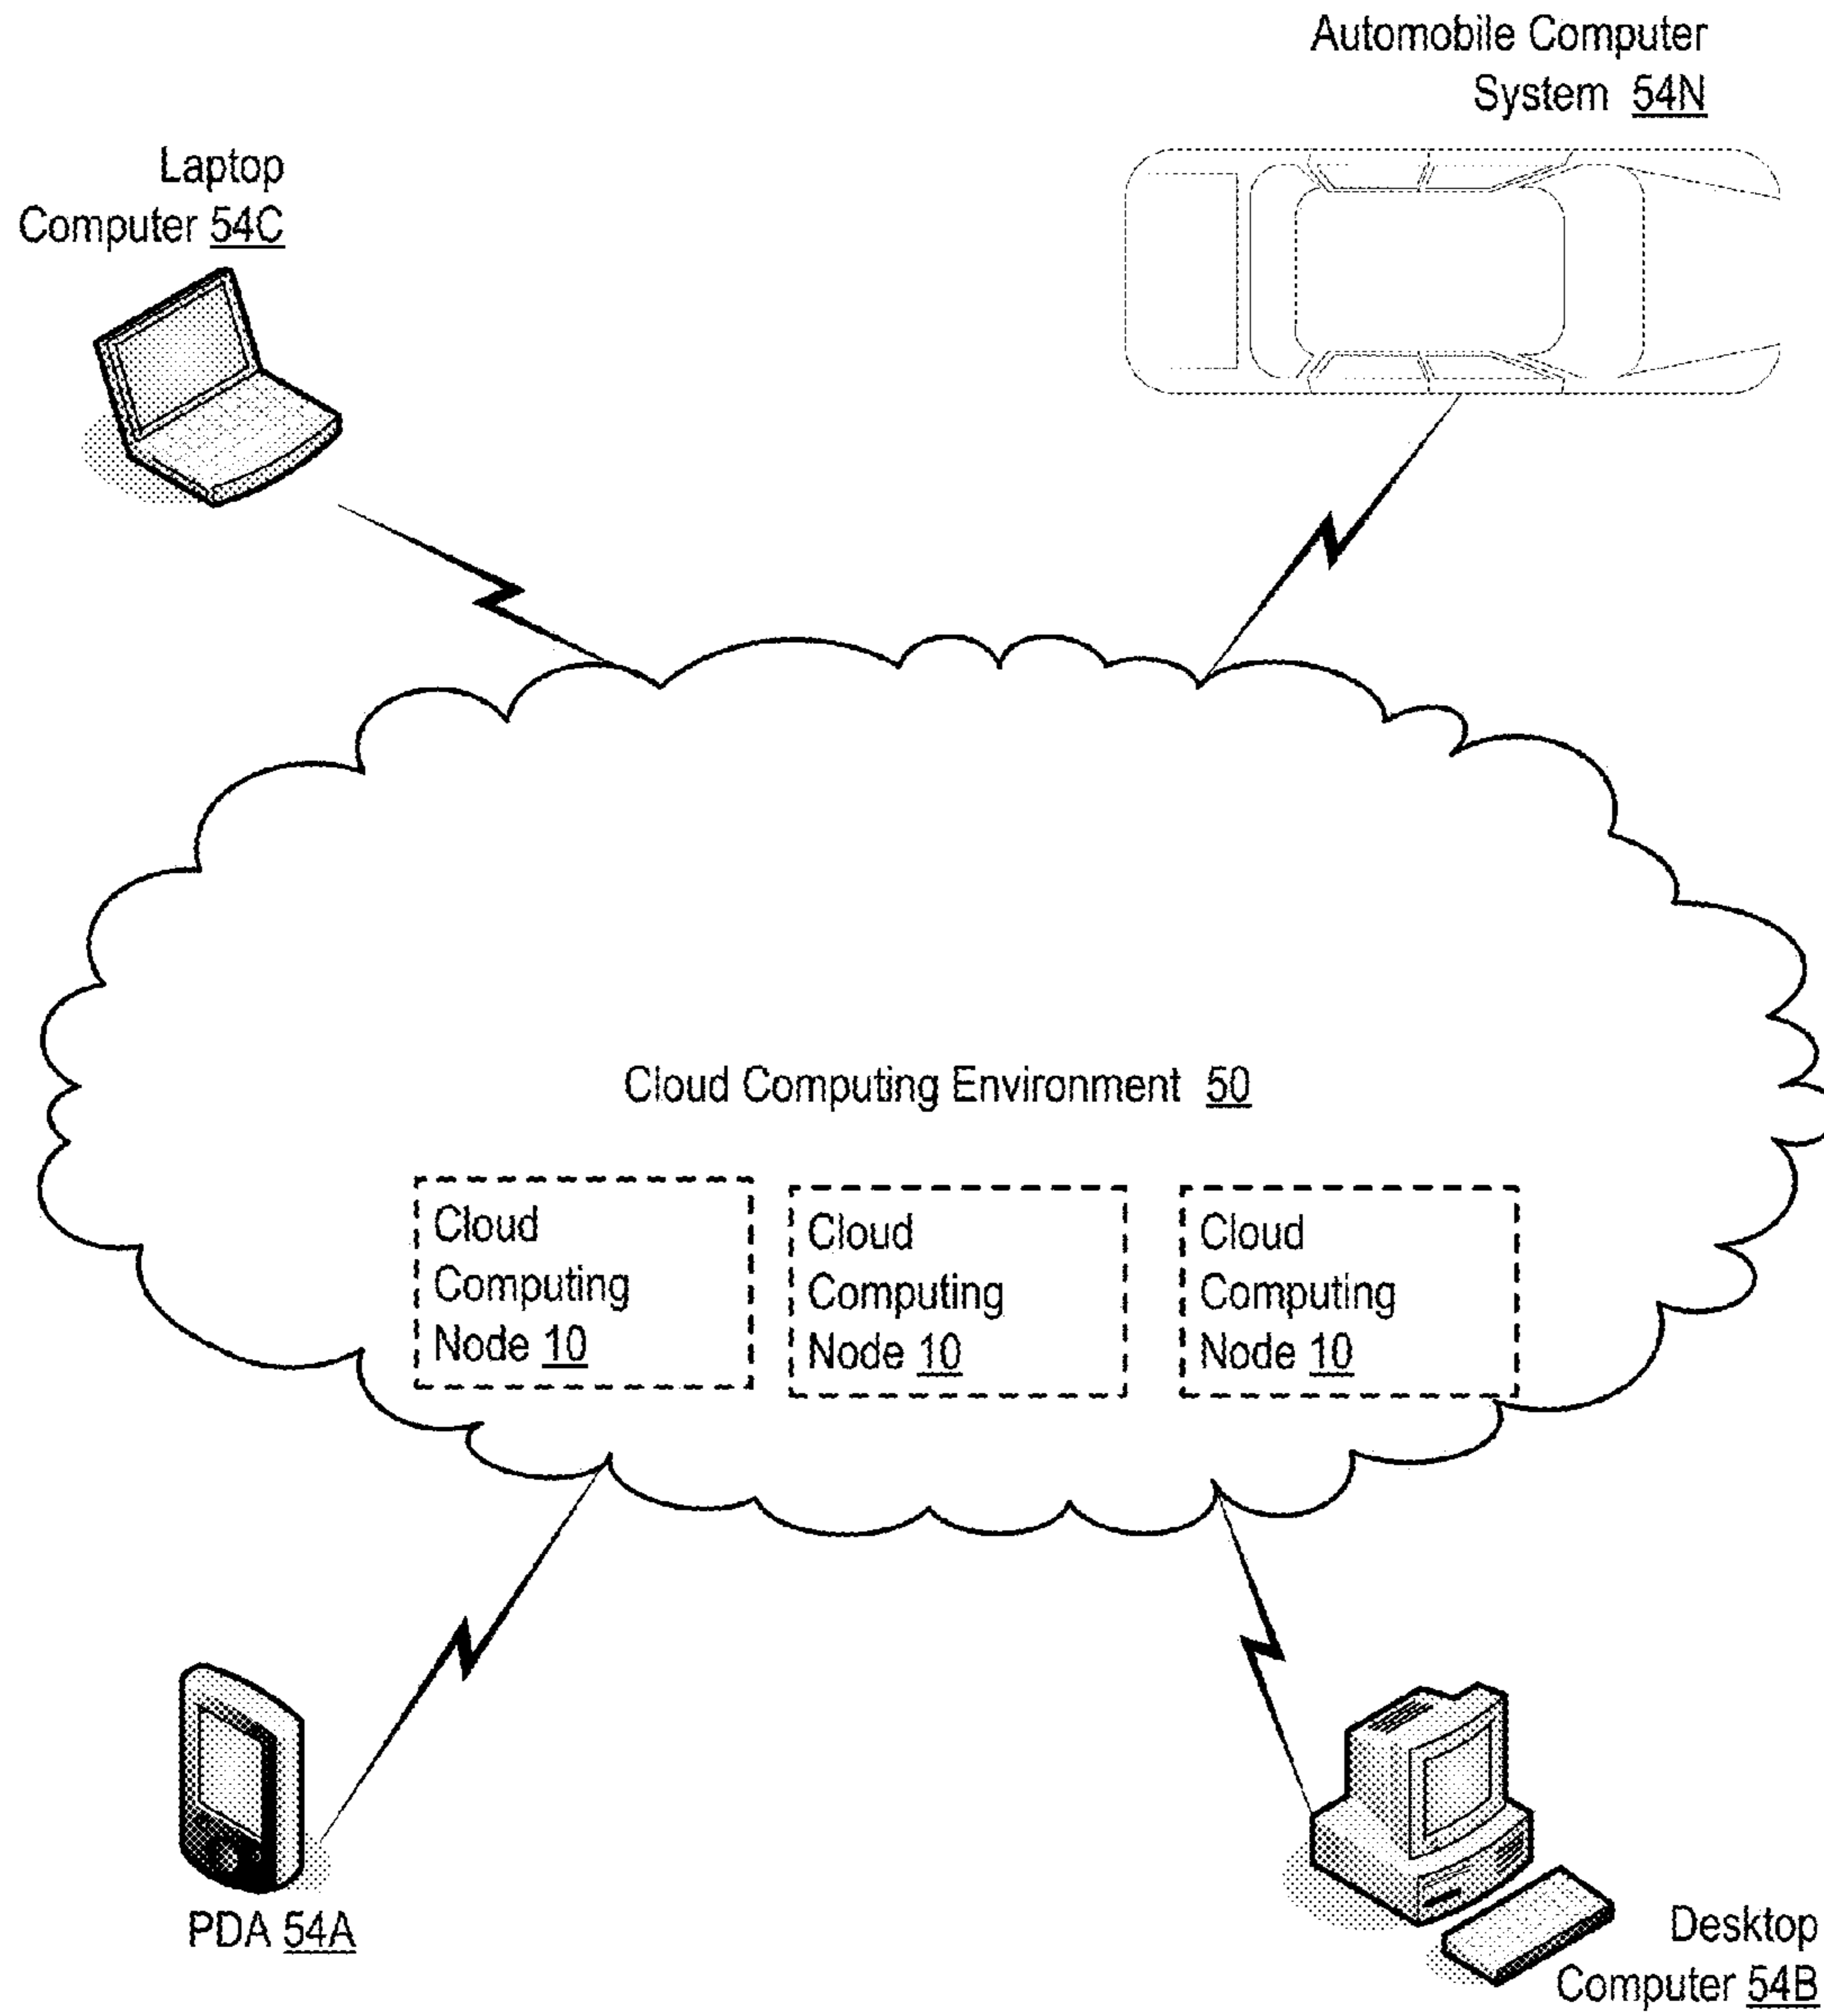 Automobile Computer
System 54N
Laptop
Computer 54C
Cloud Computing Environment 50
Cloud
Computing
Node 10
Cloud
Computing
Node 10
Cloud
Computing
Node 10
PDA 54A
Desktop
Computer 54B